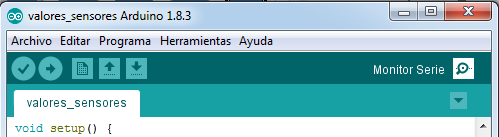 valores_sensores Arduino 1.8.3
Archivo Editar Programa Herramientas Ayuda
Monitor Serie
valores_sensores
void setup() {